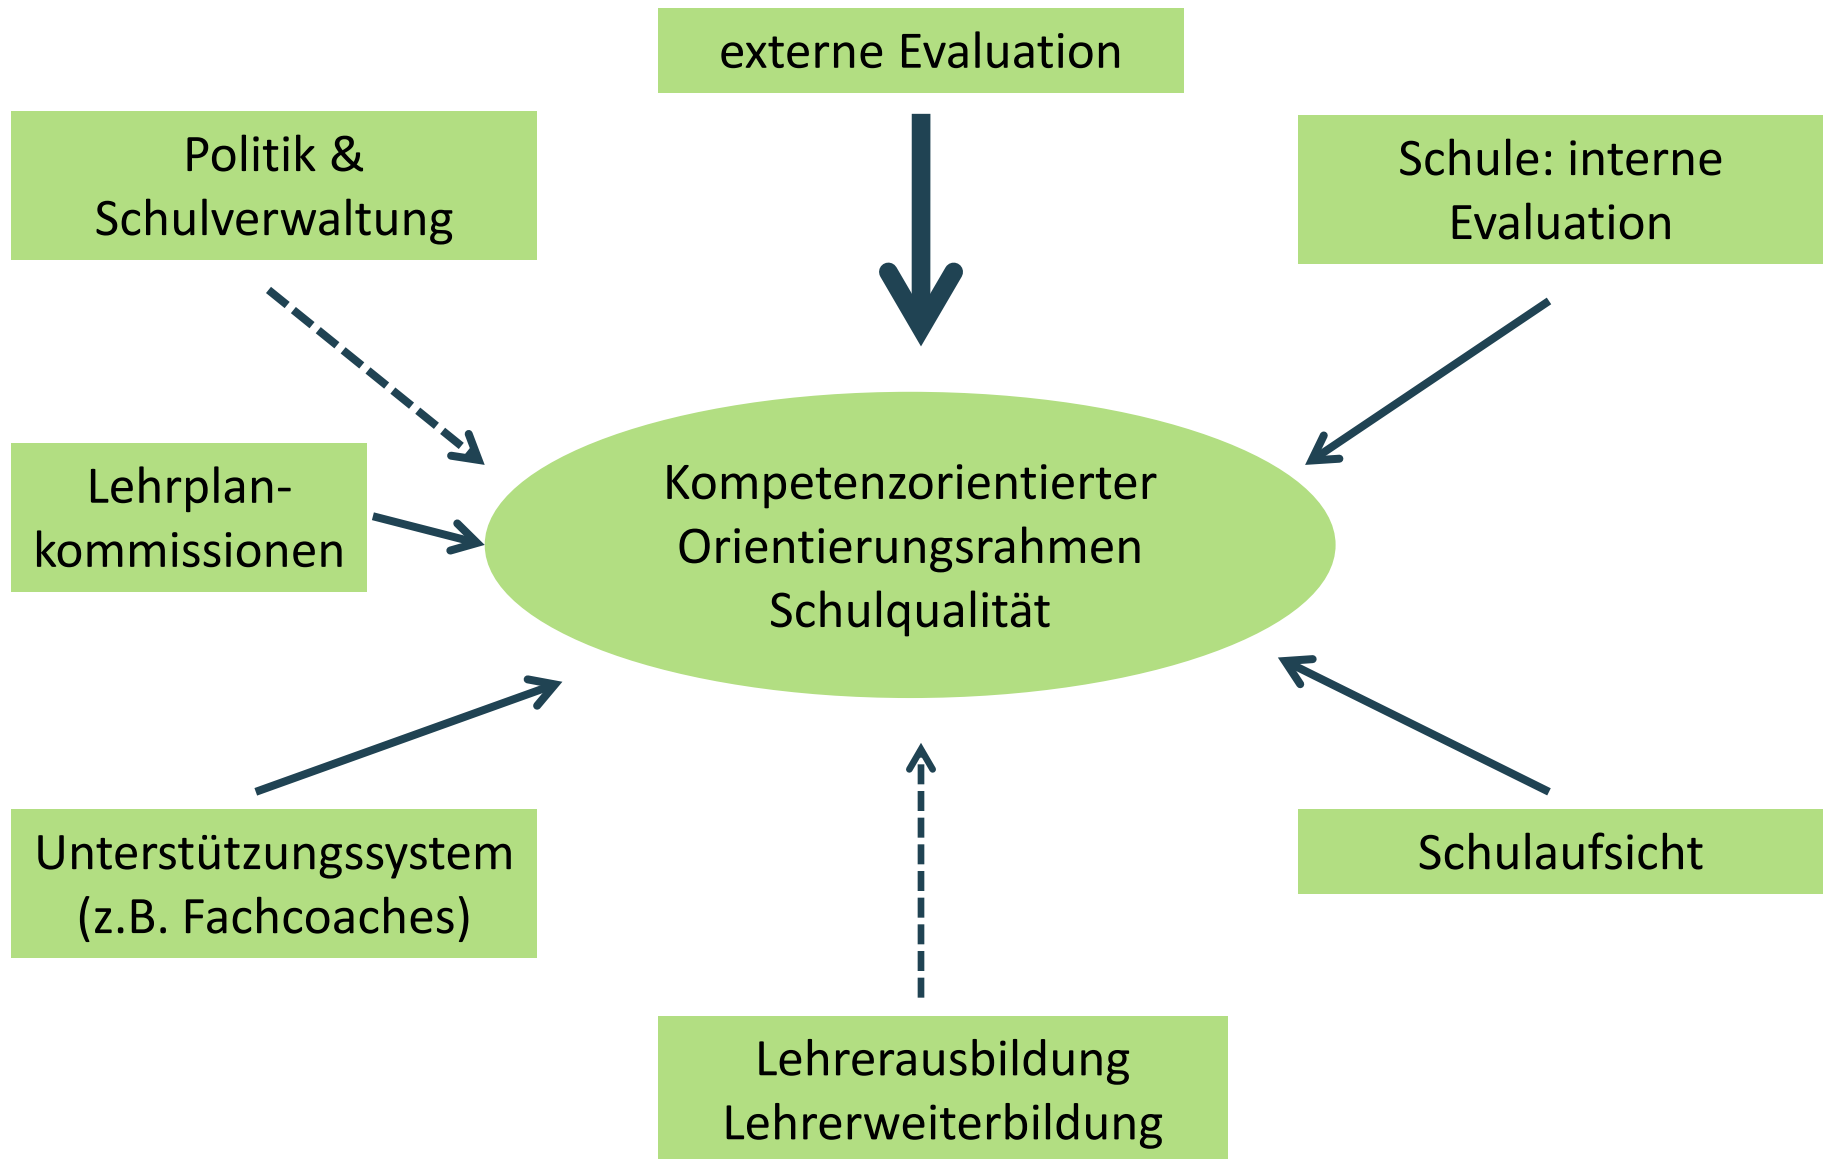 externe Evaluation
Politik &
Schulverwaltung
Schule: interne
Evaluation
Lehrplan-
kommissionen
Kompetenzorientierter
Orientierungsrahmen
Schulqualität
Unterstützungssystem
(z.B. Fachcoaches)
Schulaufsicht
Lehrerausbildung
Lehrerweiterbildung